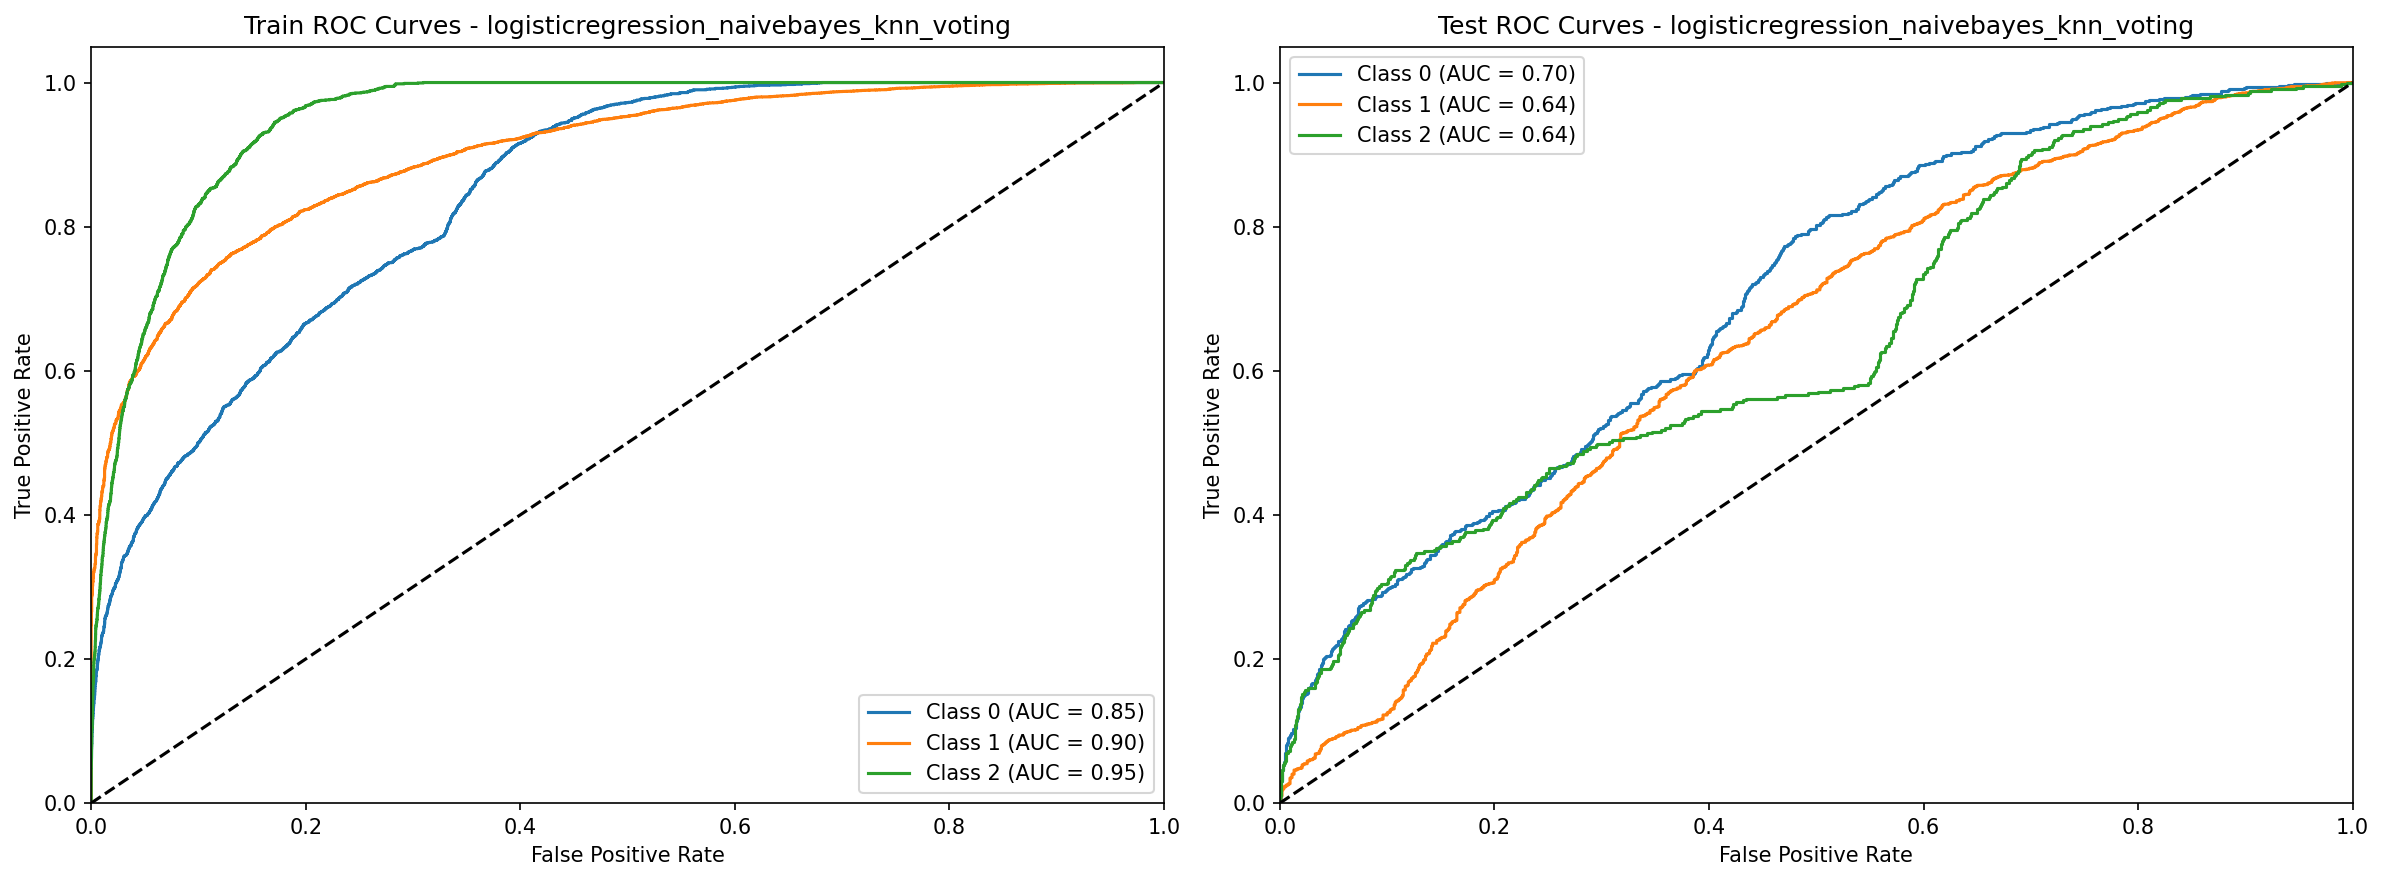 Train ROC Curves - logisticregression_naivebayes_knn_voting
True Positive Rate
1.0
0.8
0.6
0.4
0.2
0.0
0.0 0.2 0.4 0.6 0.8 1.0
False Positive Rate
Class 0 (AUC = 0.85)
Class 1 (AUC = 0.90)
Class 2 (AUC = 0.95)
Test ROC Curves - logisticregression_naivebayes_knn_voting
Class 0 (AUC = 0.70)
Class 1 (AUC = 0.64)
Class 2 (AUC = 0.64)
True Positive Rate
1.0
0.8
0.6
0.4
0.2
0.0
0.0 0.2 0.4 0.6 0.8 1.0
False Positive Rate